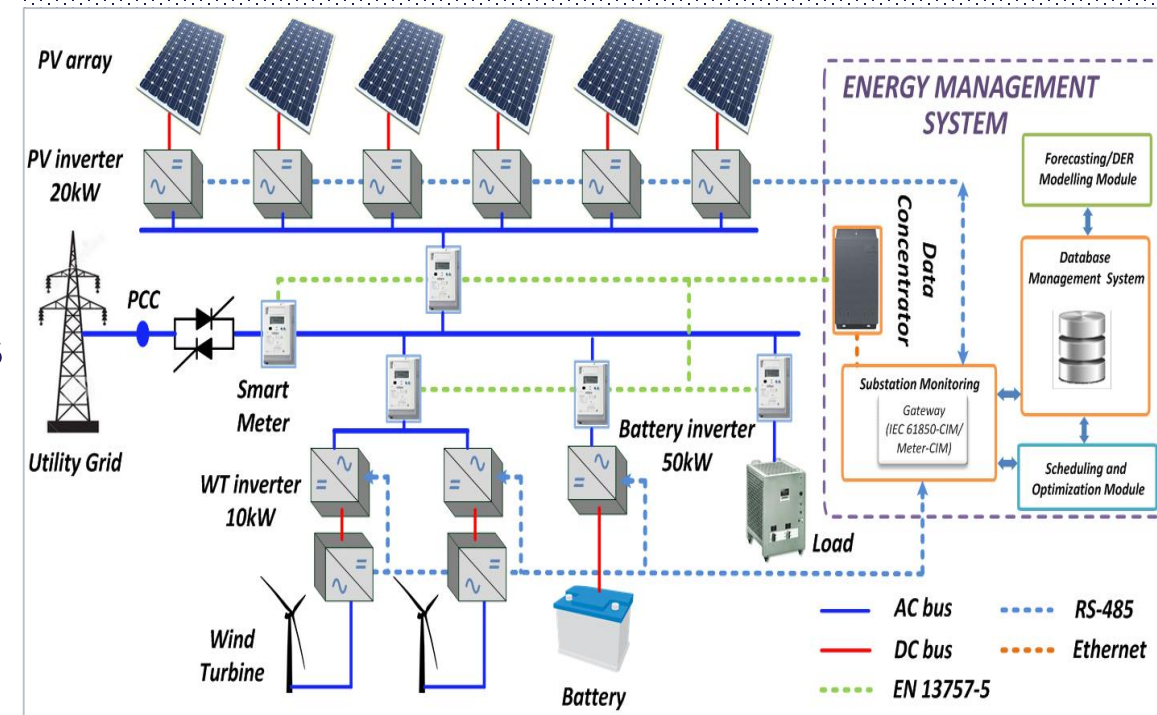 PV array
ENERGY MANAGEMENT
SYSTEM
PV inverter
20kW
Forecasting/DER
Modelling Module
Data
Concentrator
Database
Management System
PCC
Smart
Meter
Substation Monitoring
Gateway
(IEC 61850-CIM/
Meter-CIM)
Battery inverter
50kW
Utility Grid
WT inverter
10kW
Scheduling and
Optimization Module
Load
Wind
Turbine
Battery
AC bus
RS-485
DC bus
Ethernet
EN 13757-5